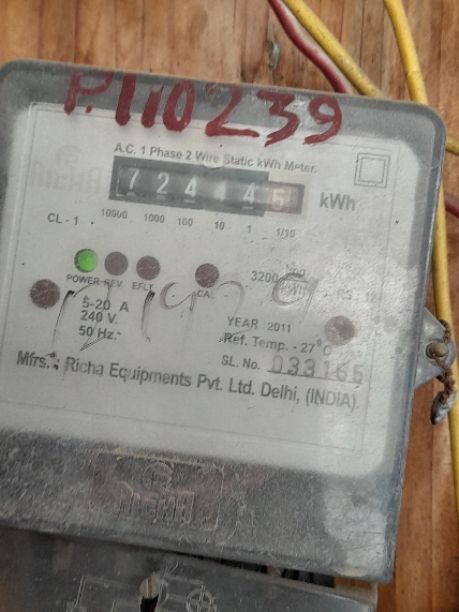 P.110239
A.C. 1 Phase 2 Wire Static kWh Meter.
7 2 4 4 4 5 kWh
CL - 1 10000 1000 100 10 1 1/10
POWER REV. EFLT CAL
3200
5-20 A
240 V.
50 Hz.
YEAR 2011
Ref. Temp. - 27°C
SL. No. 033166
Mfrs. : Richa Equipments Pvt. Ltd. Delhi, (INDIA).